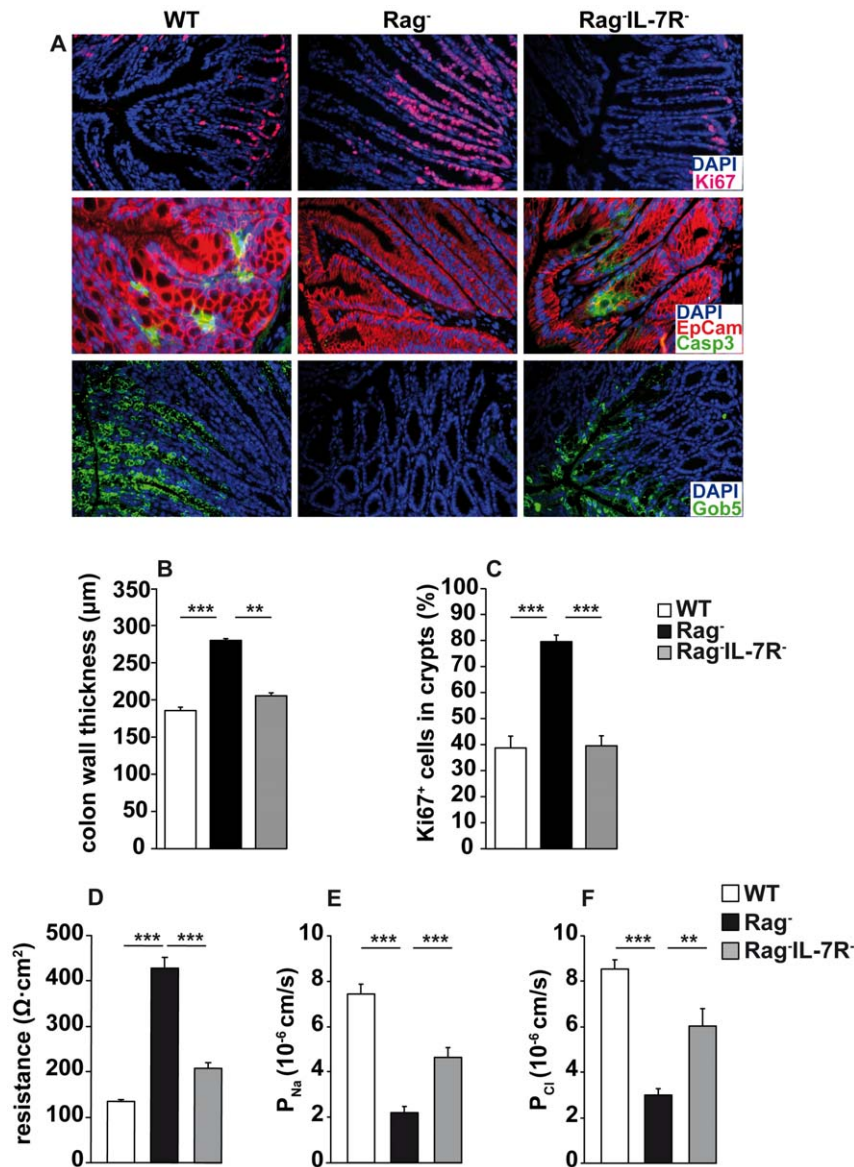 WT Rag⁻ Rag⁻IL-7R⁻
A
DAPI
Ki67
DAPI
EpCam
Casp3
DAPI
Gob5
B
colon wall thickness (µm)
350
300
250
200
150
100
50
0
*** **
C
Ki67⁺ cells in crypts (%)
100
90
80
70
60
50
40
30
20
10
0
*** ***
WT
Rag⁻
Rag⁻IL-7R⁻
D
resistance (Ω·cm²)
500
400
300
200
100
0
*** ***
E
P_Na (10⁻⁶ cm/s)
10
8
6
4
2
0
*** ***
F
P_Cl (10⁻⁶ cm/s)
10
8
6
4
2
0
*** **
WT
Rag⁻
Rag⁻IL-7R⁻